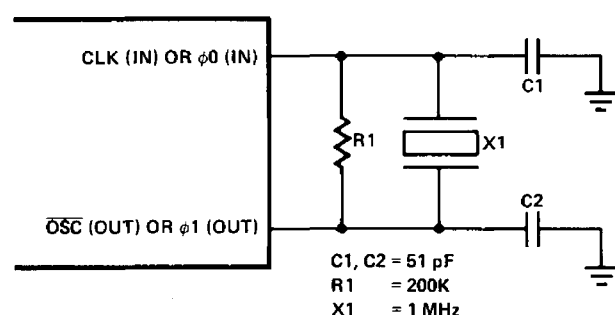 CLK (IN) OR ϕ0 (IN)
C1
R1
X1
C2
OSC (OUT) OR ϕ1 (OUT)
C1, C2 = 51 pF
R1 = 200K
X1 = 1 MHz